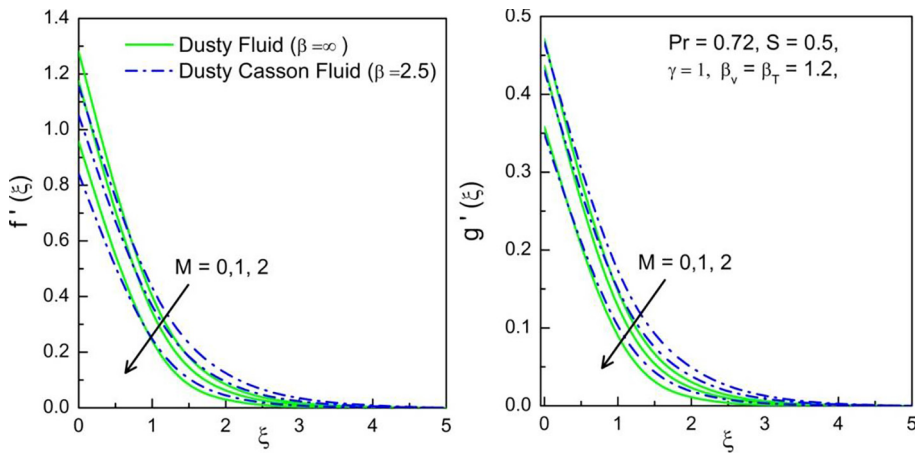 1.4
1.2
1.0
0.8
0.6
0.4
0.2
0.0
f ' (ξ)
Dusty Fluid (β =∞)
Dusty Casson Fluid (β =2.5)
M = 0,1, 2
0 1 2 3 4 5
ξ
0.5
0.4
0.3
0.2
0.1
0.0
g ' (ξ)
Pr = 0.72, S = 0.5,
γ = 1, βᵥ = β_T = 1.2,
M = 0,1, 2
0 1 2 3 4 5
ξ